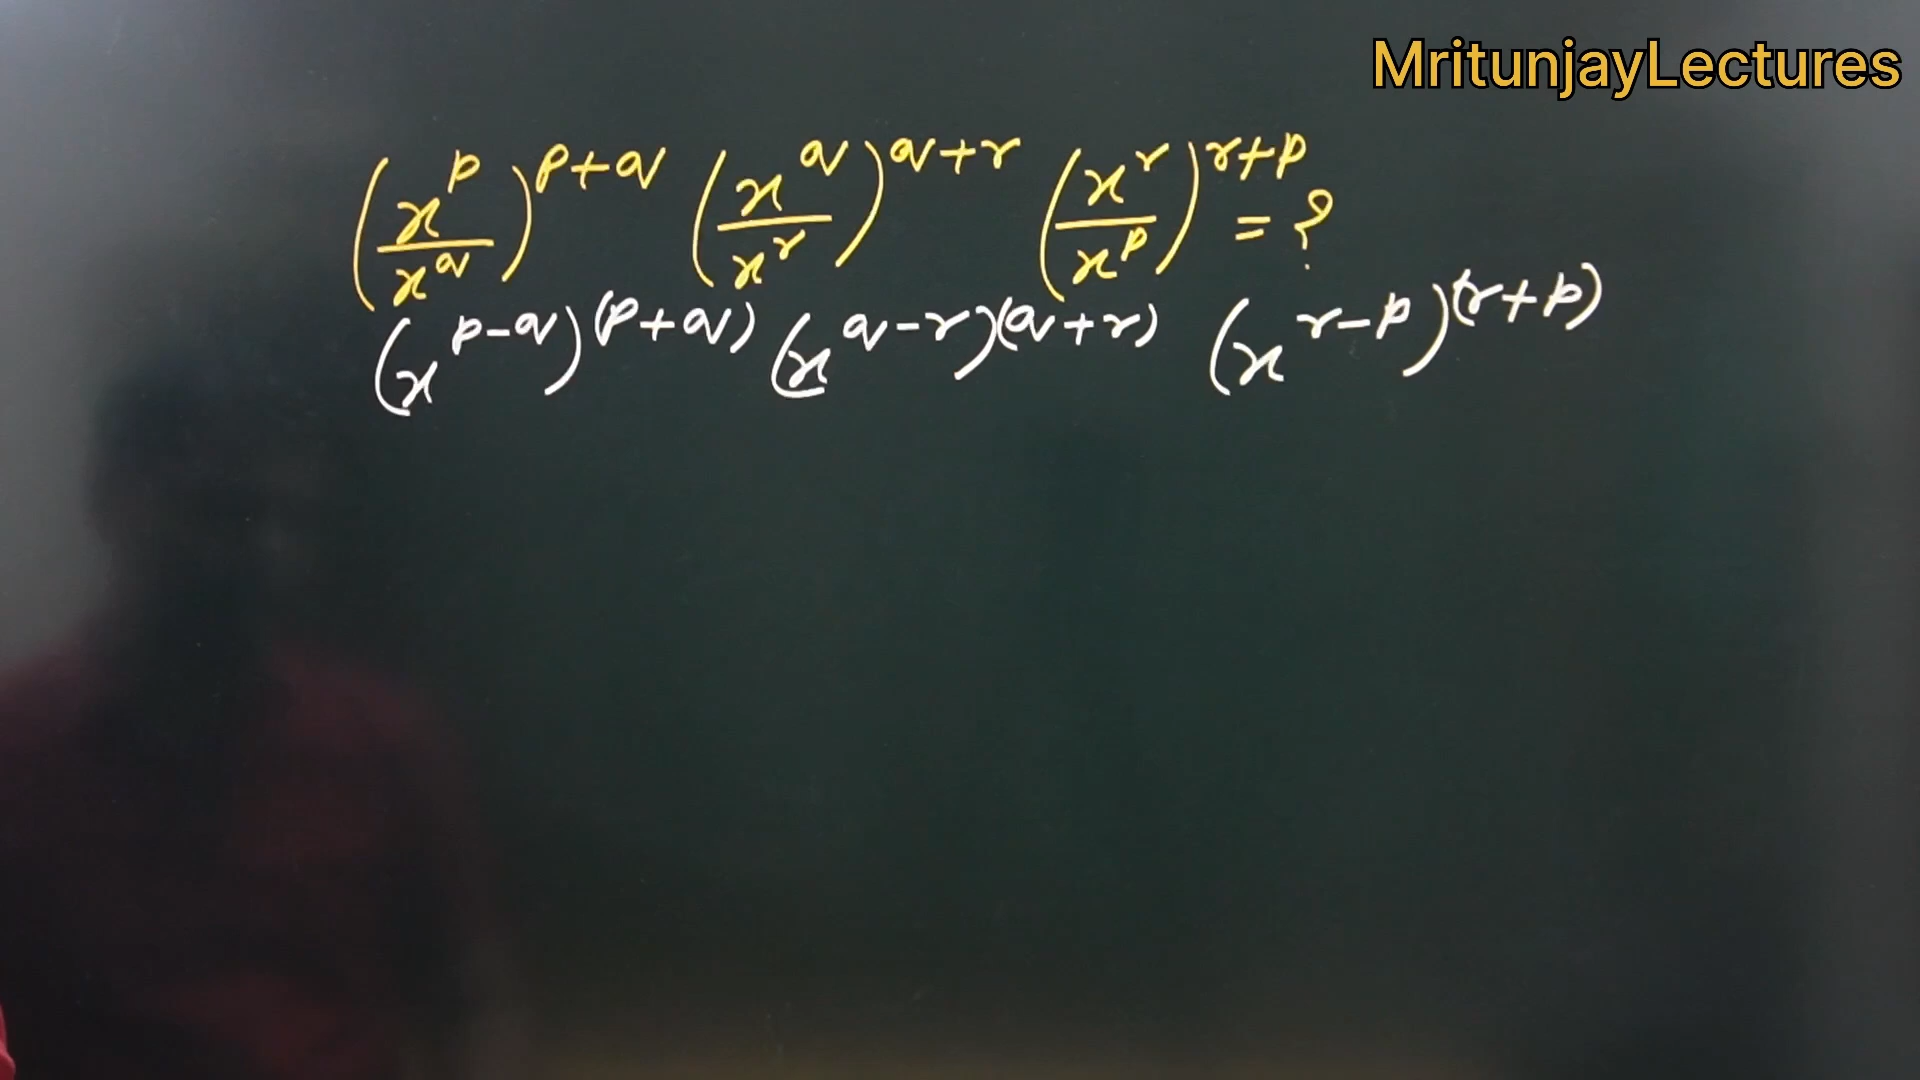 MritunjayLectures
(x^p/x^q)^p+q (x^q/x^r)^q+r (x^r/x^p)^r+p = ?
(x^p-q)^(p+q) (x^q-r)^(q+r) (x^r-p)^(r+p)